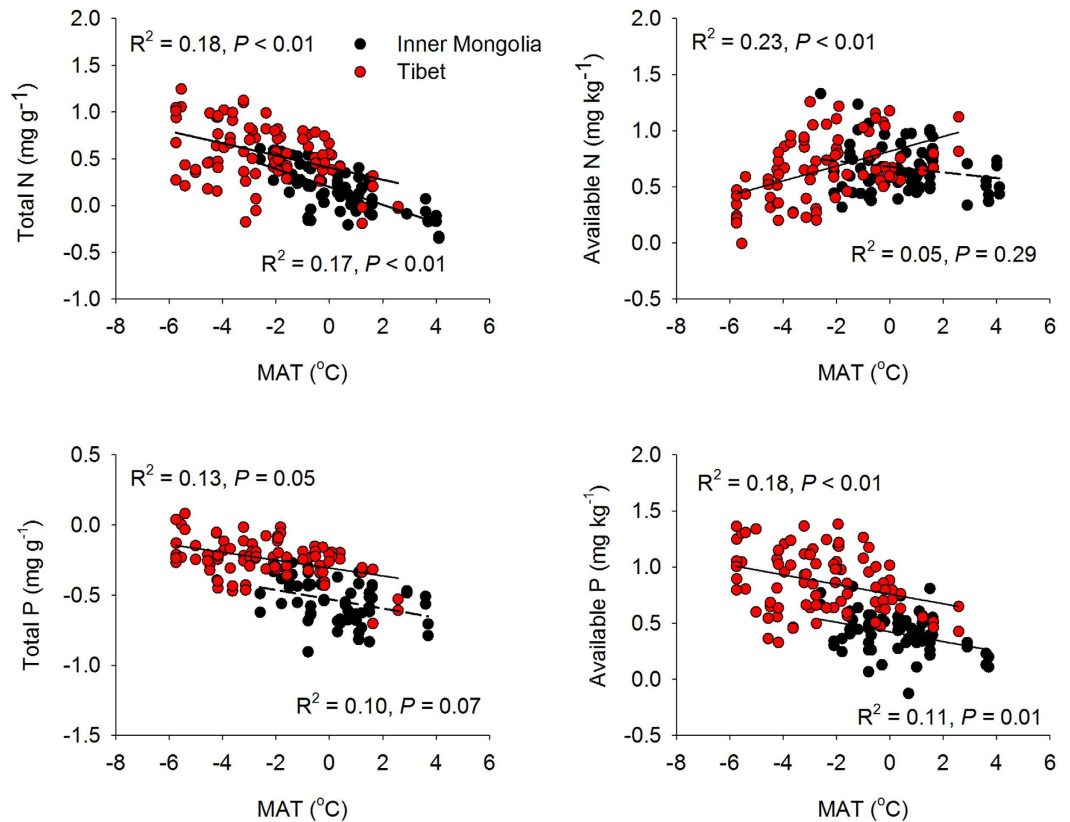 R² = 0.18, P < 0.01
Inner Mongolia
Tibet
R² = 0.17, P < 0.01
Total N (mg g⁻¹)
2.0
1.5
1.0
0.5
0.0
-0.5
-1.0
-8 -6 -4 -2 0 2 4 6
MAT (°C)
R² = 0.23, P < 0.01
R² = 0.05, P = 0.29
Available N (mg kg⁻¹)
2.0
1.5
1.0
0.5
0.0
-0.5
-8 -6 -4 -2 0 2 4 6
MAT (°C)
R² = 0.13, P = 0.05
R² = 0.10, P = 0.07
Total P (mg g⁻¹)
0.5
0.0
-0.5
-1.0
-1.5
-8 -6 -4 -2 0 2 4 6
MAT (°C)
R² = 0.18, P < 0.01
R² = 0.11, P = 0.01
Available P (mg kg⁻¹)
2.0
1.5
1.0
0.5
0.0
-0.5
-8 -6 -4 -2 0 2 4 6
MAT (°C)